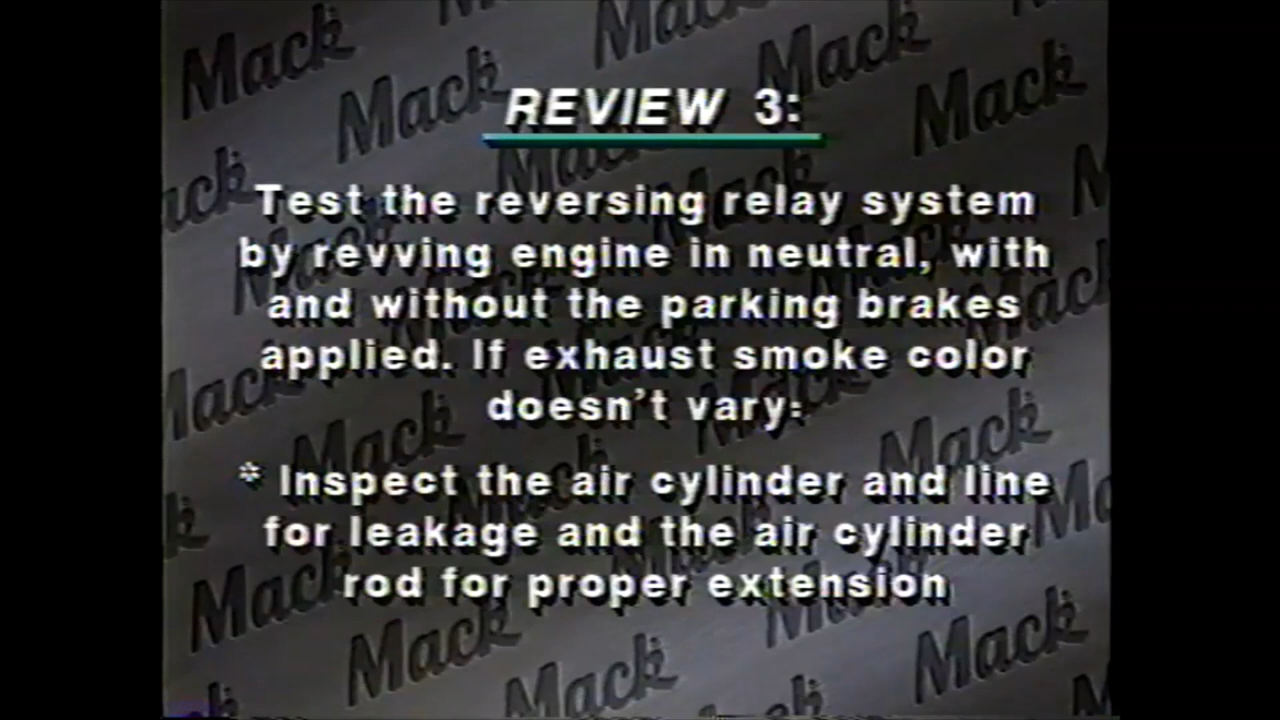 REVIEW 3:
Test the reversing relay system
by revving engine in neutral, with
and without the parking brakes
applied. If exhaust smoke color
doesn't vary:
* Inspect the air cylinder and line
for leakage and the air cylinder
rod for proper extension
Mack